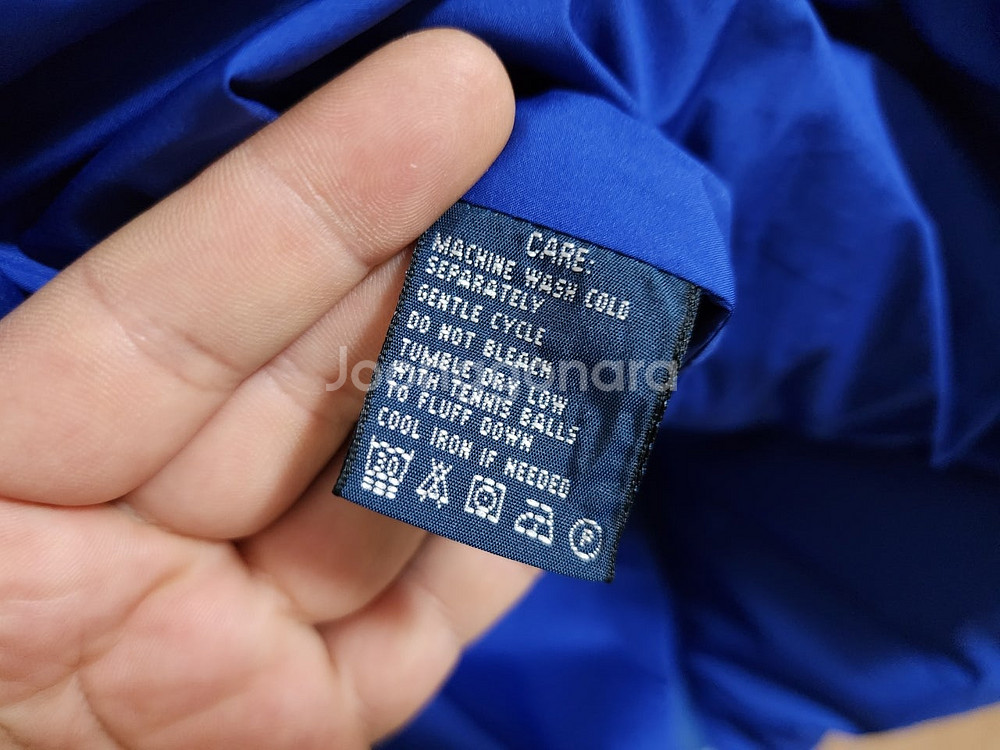 CARE:
MACHINE WASH COLD
SEPARATELY
GENTLE CYCLE
DO NOT BLEACH
TUMBLE DRY LOW
WITH TENNIS BALLS
TO FLUFF DOWN
COOL IRON IF NEEDED
30
P